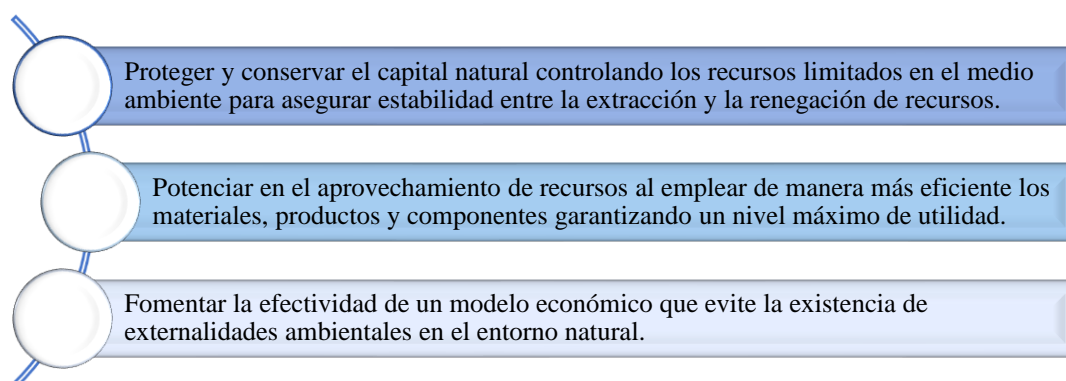 Proteger y conservar el capital natural controlando los recursos limitados en el medio
ambiente para asegurar estabilidad entre la extracción y la renegación de recursos.
Potenciar en el aprovechamiento de recursos al emplear de manera más eficiente los
materiales, productos y componentes garantizando un nivel máximo de utilidad.
Fomentar la efectividad de un modelo económico que evite la existencia de
externalidades ambientales en el entorno natural.